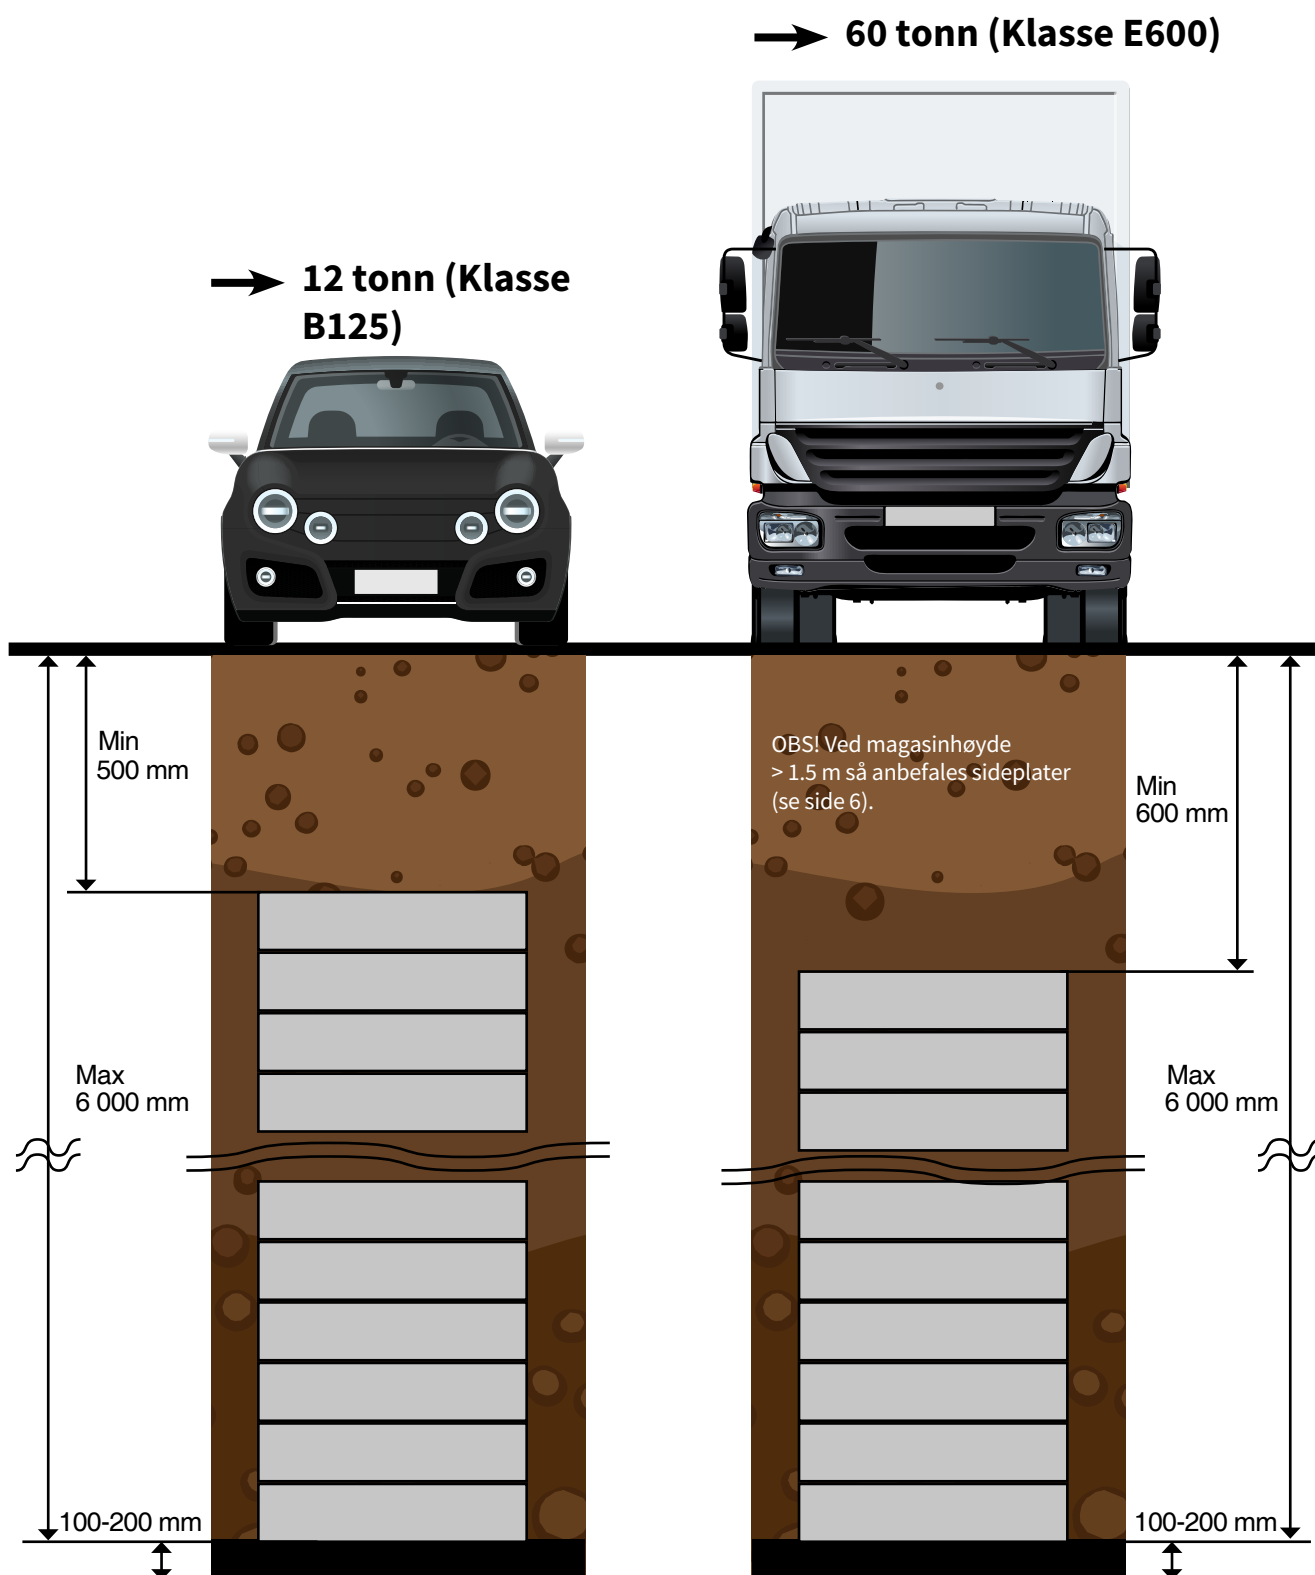 60 tonn (Klasse E600)
12 tonn (Klasse
B125)
Min
500 mm
OBS! Ved magasinhøyde
> 1.5 m så anbefales sideplater
(se side 6).
Min
600 mm
Max
6 000 mm
Max
6 000 mm
100-200 mm
100-200 mm